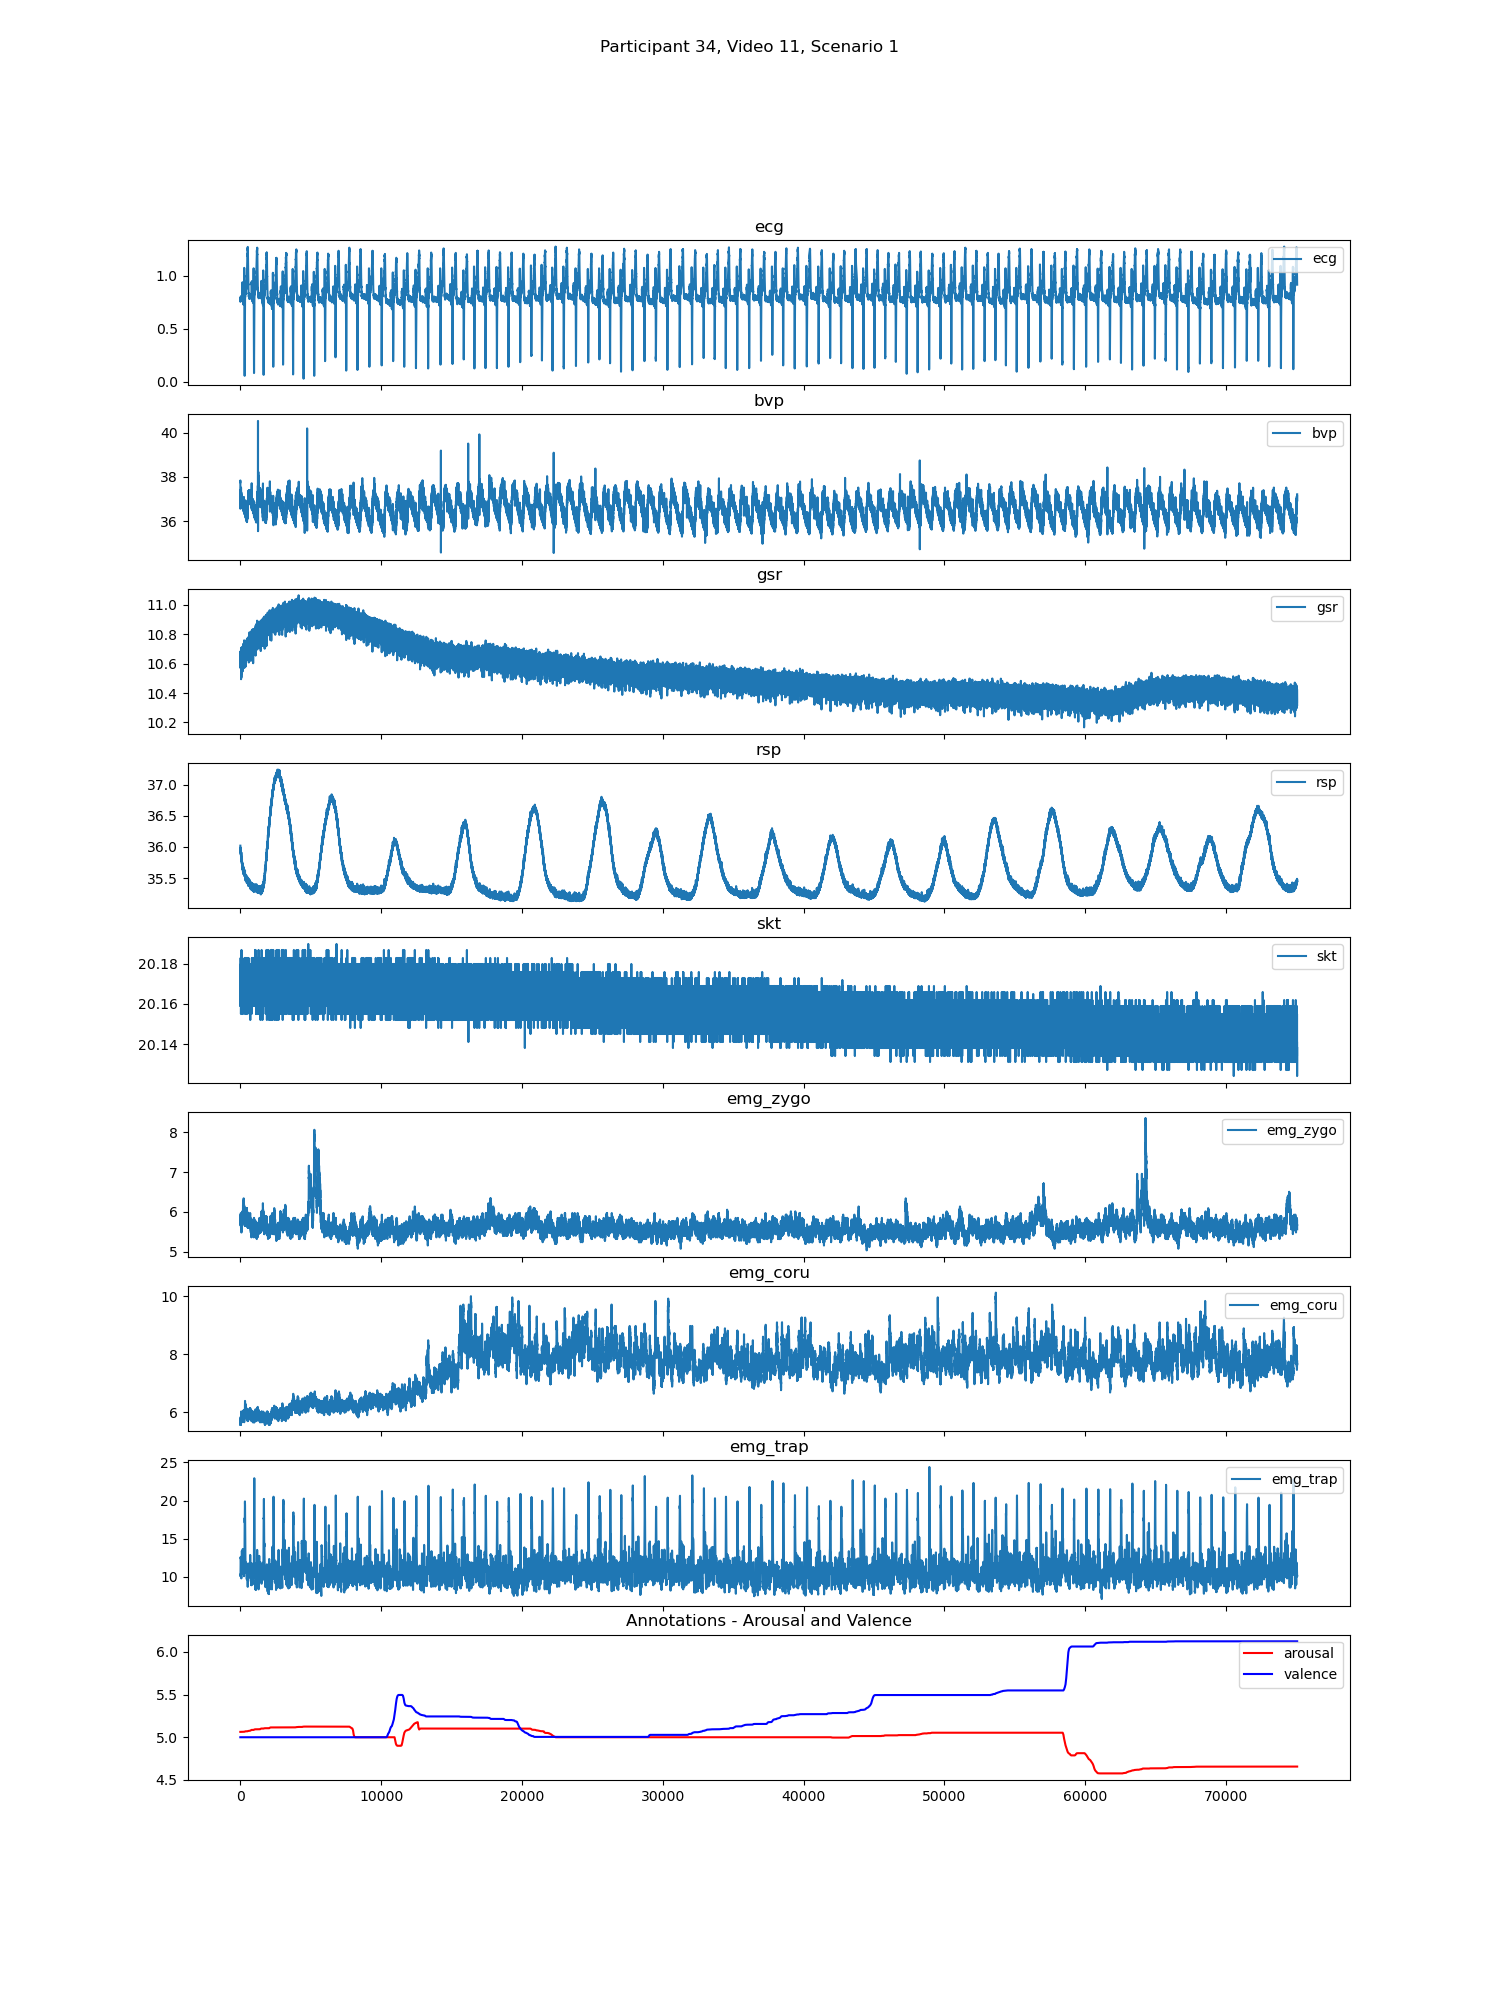 Participant 34, Video 11, Scenario 1
ecg
1.0
0.5
0.0
ecg
bvp
40
38
36
bvp
gsr
11.0
10.8
10.6
10.4
10.2
gsr
rsp
37.0
36.5
36.0
35.5
rsp
skt
20.18
20.16
20.14
skt
emg_zygo
8
7
6
5
emg_zygo
emg_coru
10
8
6
emg_coru
emg_trap
25
20
15
10
emg_trap
Annotations - Arousal and Valence
6.0
5.5
5.0
4.5
arousal
valence
0 10000 20000 30000 40000 50000 60000 70000